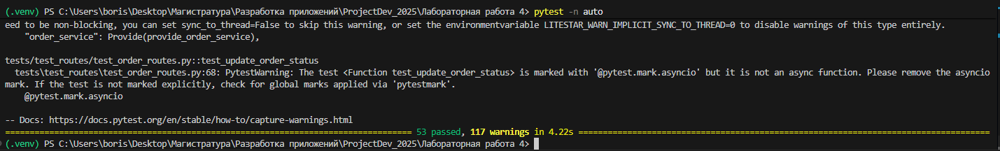 (.venv) PS C:\Users\boris\Desktop\Магистратура\Разработка приложений\ProjectDev_2025\Лабораторная работа 4> pytest -n auto
eed to be non-blocking, you can set sync_to_thread=False to skip this warning, or set the environmentvariable LITESTAR_WARN_IMPLICIT_SYNC_TO_THREAD=0 to disable warnings of this type entirely.
"order_service": Provide(provide_order_service),
tests/test_routes/test_order_routes.py::test_update_order_status
tests\test_routes\test_order_routes.py:68: PytestWarning: The test <Function test_update_order_status> is marked with '@pytest.mark.asyncio' but it is not an async function. Please remove the asyncio
mark. If the test is not marked explicitly, check for global marks applied via 'pytestmark'.
@pytest.mark.asyncio
-- Docs: https://docs.pytest.org/en/stable/how-to/capture-warnings.html
53 passed, 117 warnings in 4.22s
(.venv) PS C:\Users\boris\Desktop\Магистратура\Разработка приложений\ProjectDev_2025\Лабораторная работа 4>